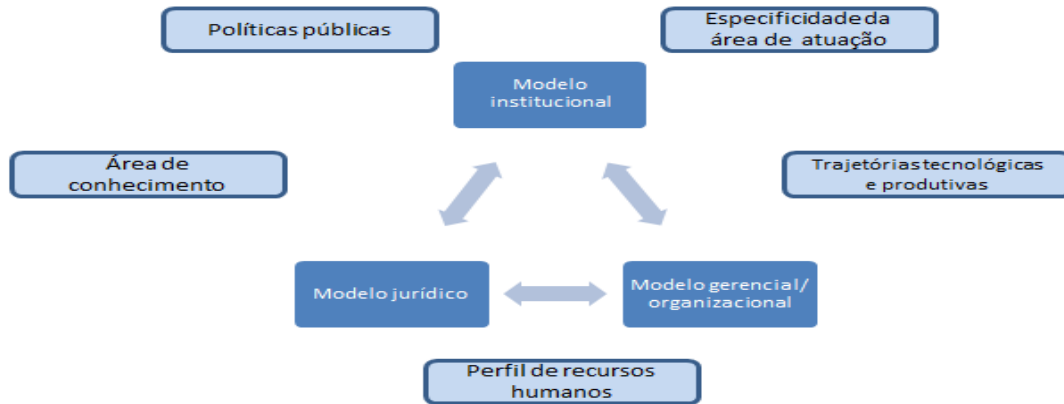 Políticas públicas
Especificidade da
área de atuação
Modelo
institucional
Área de
conhecimento
Trajetórias tecnológicas
e produtivas
Modelo jurídico
Modelo gerencial/
organizacional
Perfil de recursos
humanos